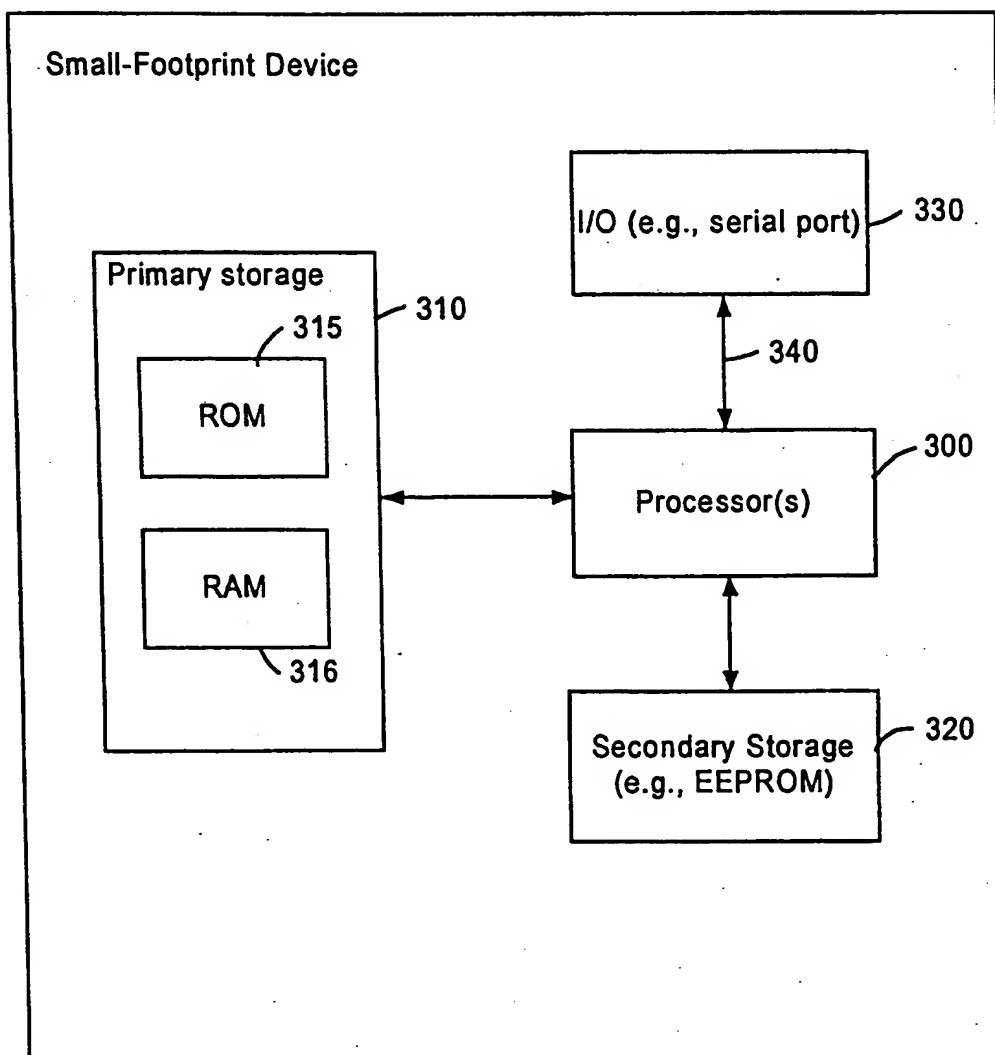 Small-Footprint Device
I/O (e.g., serial port)
330
Primary storage
310
315
340
ROM
300
Processor(s)
RAM
316
320
Secondary Storage
(e.g., EEPROM)